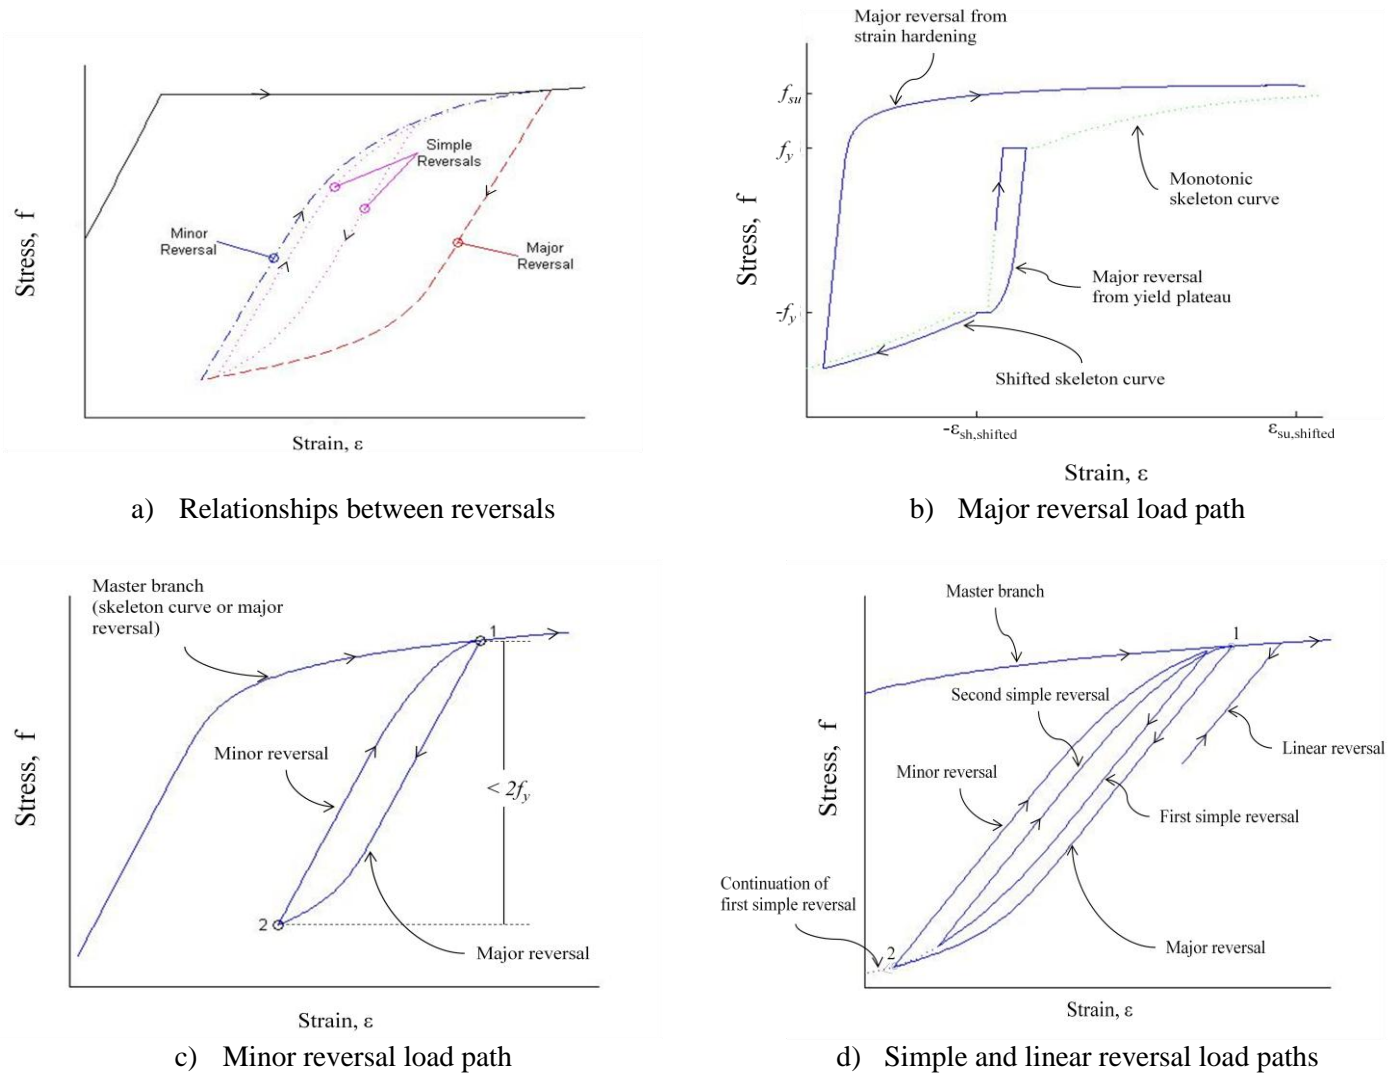 Stress, f
Simple
Reversals
Minor
Reversal
Major
Reversal
Strain, ε
a) Relationships between reversals
Major reversal from
strain hardening
f_su
f_y
Stress, f
Monotonic
skeleton curve
Major reversal
from yield plateau
-f_y
Shifted skeleton curve
-ε_sh,shifted
ε_su,shifted
Strain, ε
b) Major reversal load path
Master branch
(skeleton curve or major
reversal)
1
Stress, f
Minor reversal
< 2f_y
2
Major reversal
Strain, ε
c) Minor reversal load path
Master branch
1
Second simple reversal
Stress, f
Linear reversal
Minor reversal
First simple reversal
Continuation of
first simple reversal
2
Major reversal
Strain, ε
d) Simple and linear reversal load paths